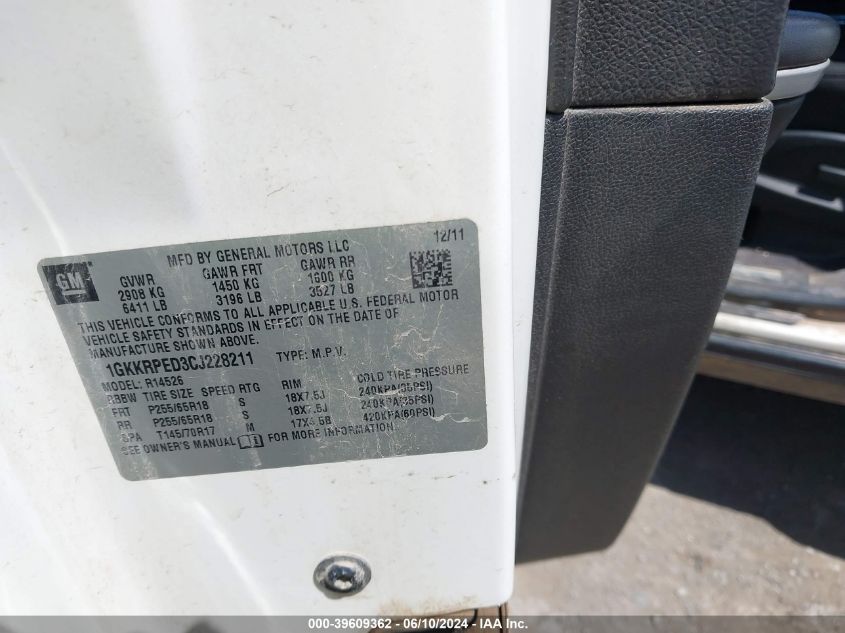 GM
MFD BY GENERAL MOTORS LLC 12/11
GVWR GAWR FRT GAWR RR
2908 KG 1450 KG 1600 KG
6411 LB 3196 LB 3527 LB
THIS VEHICLE CONFORMS TO ALL APPLICABLE U.S. FEDERAL MOTOR
VEHICLE SAFETY STANDARDS IN EFFECT ON THE DATE OF
MANUFACTURE SHOWN ABOVE.
1GKKRPED3CJ228211 TYPE: M.P.V.
MODEL: R14526
RBBW TIRE SIZE SPEED RTG RIM COLD TIRE PRESSURE
FRT P255/65R18 S 18X7.5J 240KPA(35PSI)
RR P255/65R18 S 18X7.5J 240KPA(35PSI)
SPA T145/70R17 M 17X4.5B 420KPA(60PSI)
SEE OWNER'S MANUAL FOR MORE INFORMATION.
000-39609362 - 06/10/2024 - IAA Inc.